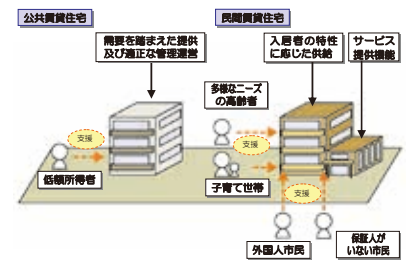 公共賃貸住宅
民間賃貸住宅
需要を踏まえた提供
及び適正な管理運営
入居者の特性
に応じた供給
サービス
提供機能
多様なニーズ
の高齢者
支援
支援
低額所得者
子育て世帯
支援
外国人市民
保証人が
いない市民